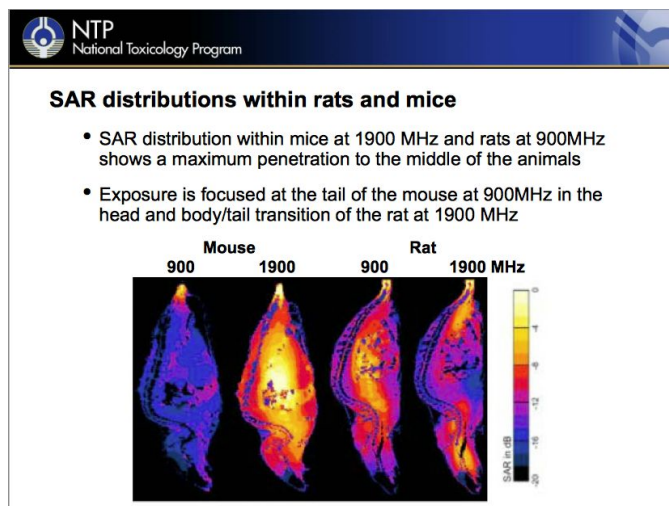 NTP
National Toxicology Program
SAR distributions within rats and mice
• SAR distribution within mice at 1900 MHz and rats at 900MHz
shows a maximum penetration to the middle of the animals
• Exposure is focused at the tail of the mouse at 900MHz in the
head and body/tail transition of the rat at 1900 MHz
Mouse Rat
900 1900 900 1900 MHz
0
-4
-8
-12
-16
-20
SAR in dB